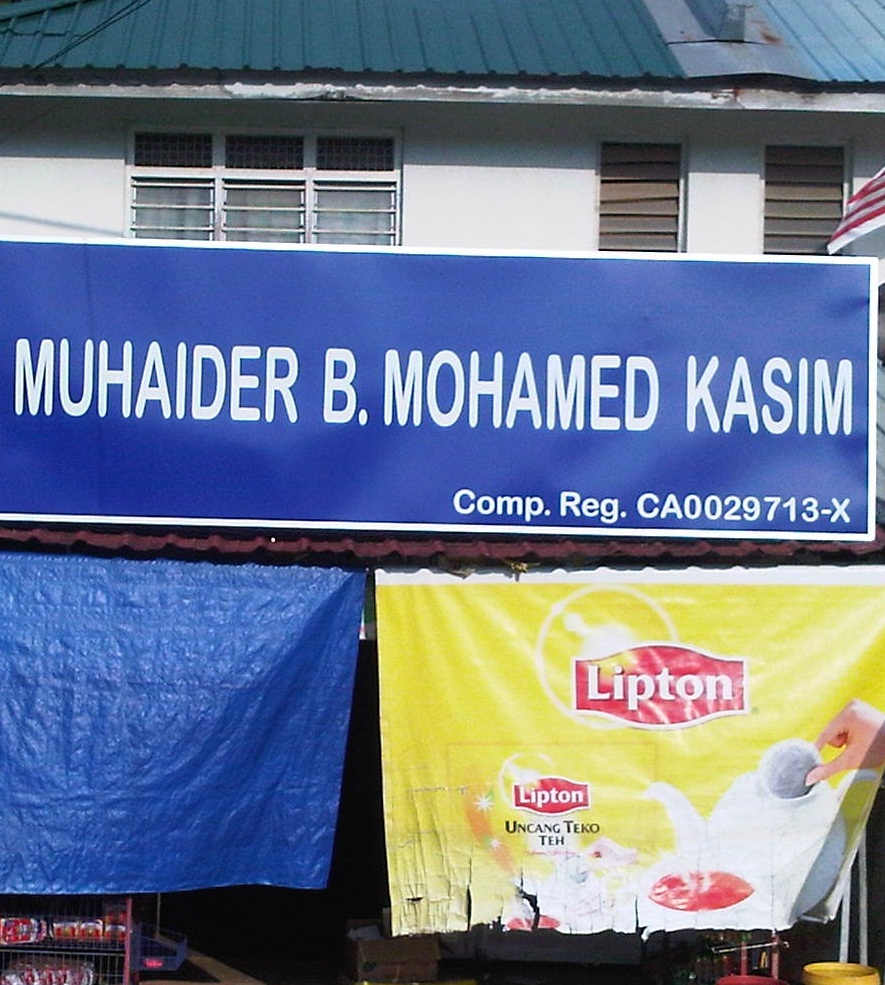 MUHAIDER B. MOHAMED KASIM
Comp. Reg. CA0029713-X
Lipton
Lipton
UNCANG TEKO
TEH